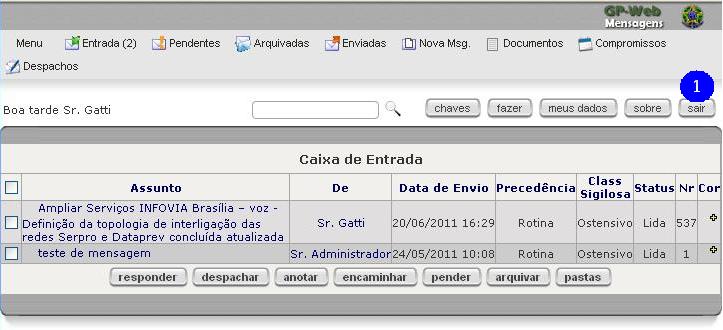 GP-Web
Mensagens
Menu Entrada (2) Pendentes Arquivadas Enviadas Nova Msg. Documentos Compromissos
Despachos
1
Boa tarde Sr. Gatti chaves fazer meus dados sobre sair
Caixa de Entrada
Assunto De Data de Envio Precedência Class Sigilosa Status Nr Cor
Ampliar Serviços INFOVIA Brasília – voz -
Definição da topologia de interligação das
redes Serpro e Dataprev concluída atualizada
Sr. Gatti 20/06/2011 16:29 Rotina Ostensivo Lida 537
teste de mensagem Sr. Administrador 24/05/2011 10:08 Rotina Ostensivo Lida 1
responder despachar anotar encaminhar pender arquivar pastas